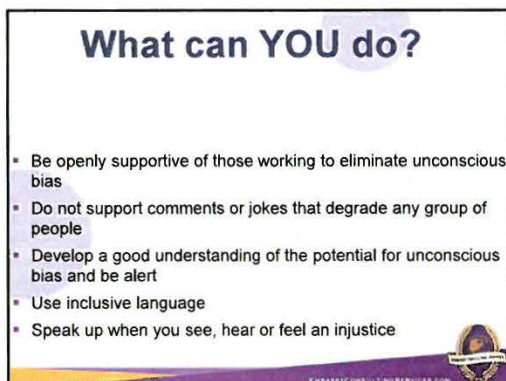 What can YOU do?
▪ Be openly supportive of those working to eliminate unconscious
bias
▪ Do not support comments or jokes that degrade any group of
people
▪ Develop a good understanding of the potential for unconscious
bias and be alert
▪ Use inclusive language
▪ Speak up when you see, hear or feel an injustice